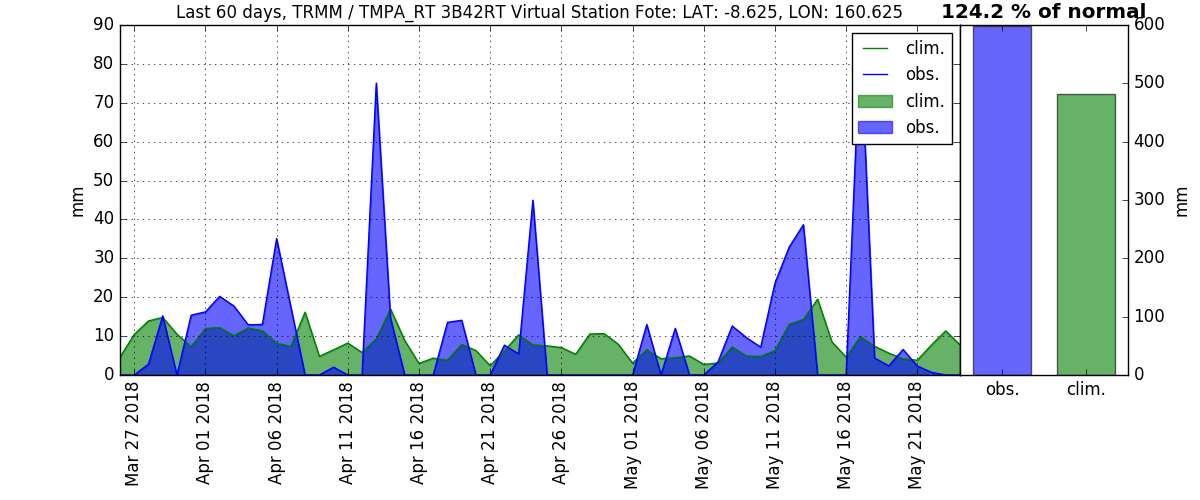 Last 60 days, TRMM / TMPA_RT 3B42RT Virtual Station Fote: LAT: -8.625, LON: 160.625
124.2 % of normal
90
80
70
60
50
40
30
20
10
0
mm
clim.
obs.
clim.
obs.
Mar 27 2018
Apr 01 2018
Apr 06 2018
Apr 11 2018
Apr 16 2018
Apr 21 2018
Apr 26 2018
May 01 2018
May 06 2018
May 11 2018
May 16 2018
May 21 2018
600
500
400
300
200
100
0
mm
obs.
clim.